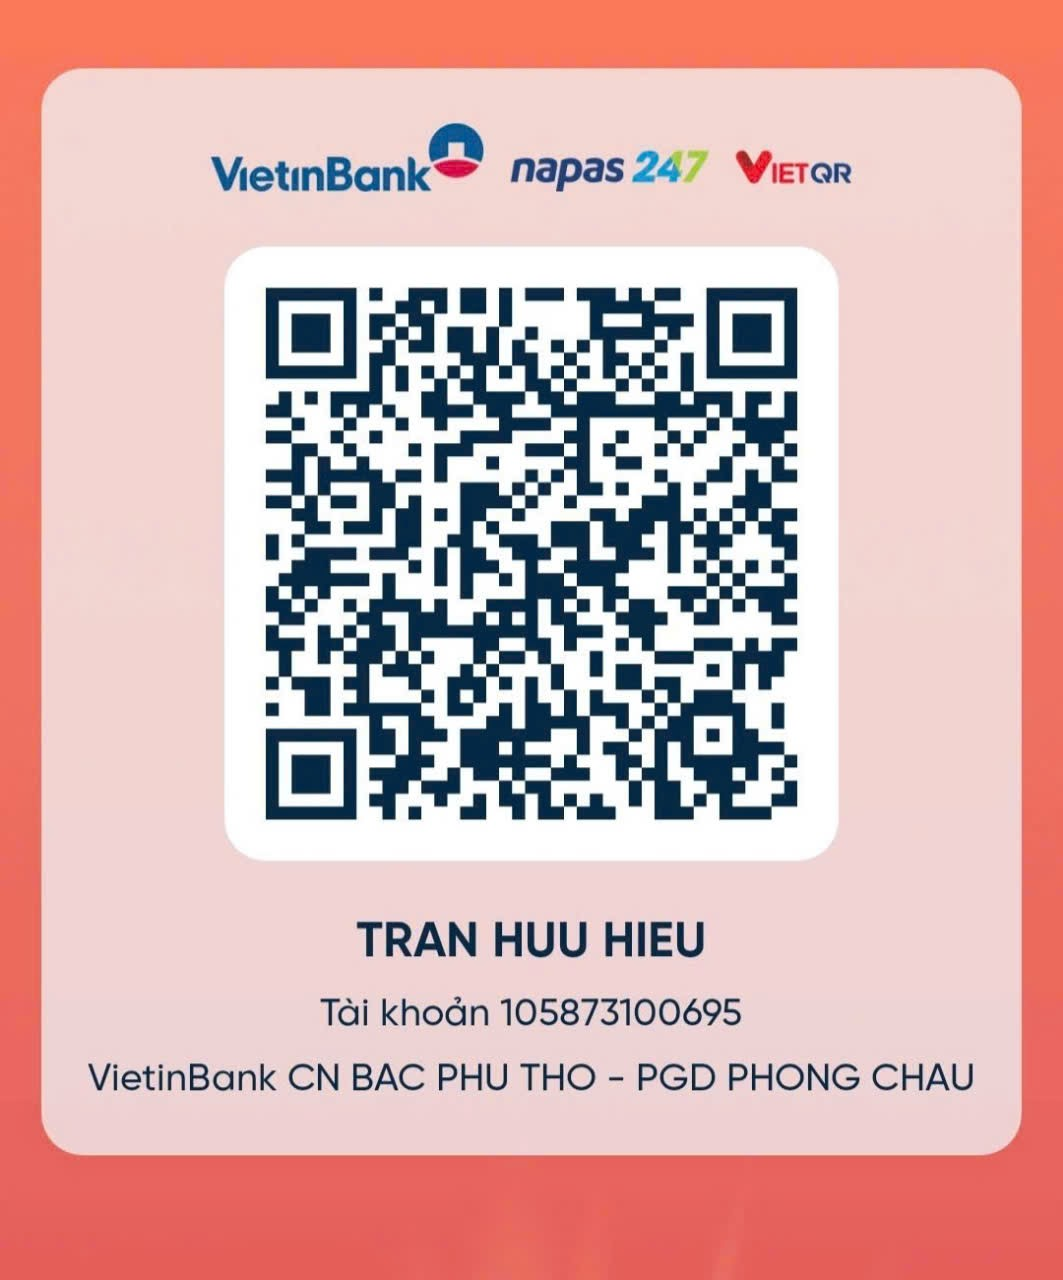 VietinBank napas 247 VIETQR
TRAN HUU HIEU
Tài khoản 105873100695
VietinBank CN BAC PHU THO - PGD PHONG CHAU